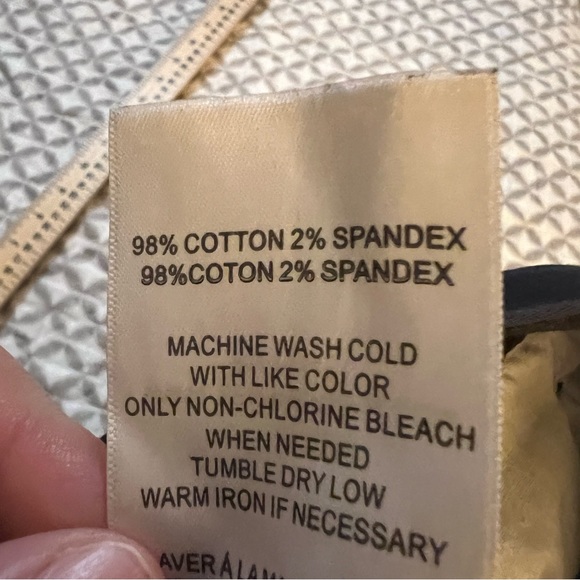 98% COTTON 2% SPANDEX
98%COTON 2% SPANDEX
MACHINE WASH COLD
WITH LIKE COLOR
ONLY NON-CHLORINE BLEACH
WHEN NEEDED
TUMBLE DRY LOW
WARM IRON IF NECESSARY